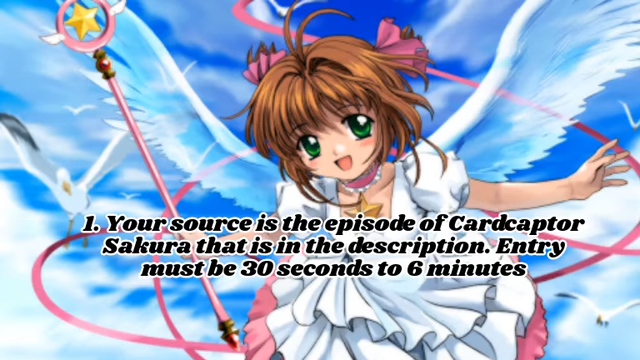 1. Your source is the episode of Cardcaptor
Sakura that is in the description. Entry
must be 30 seconds to 6 minutes